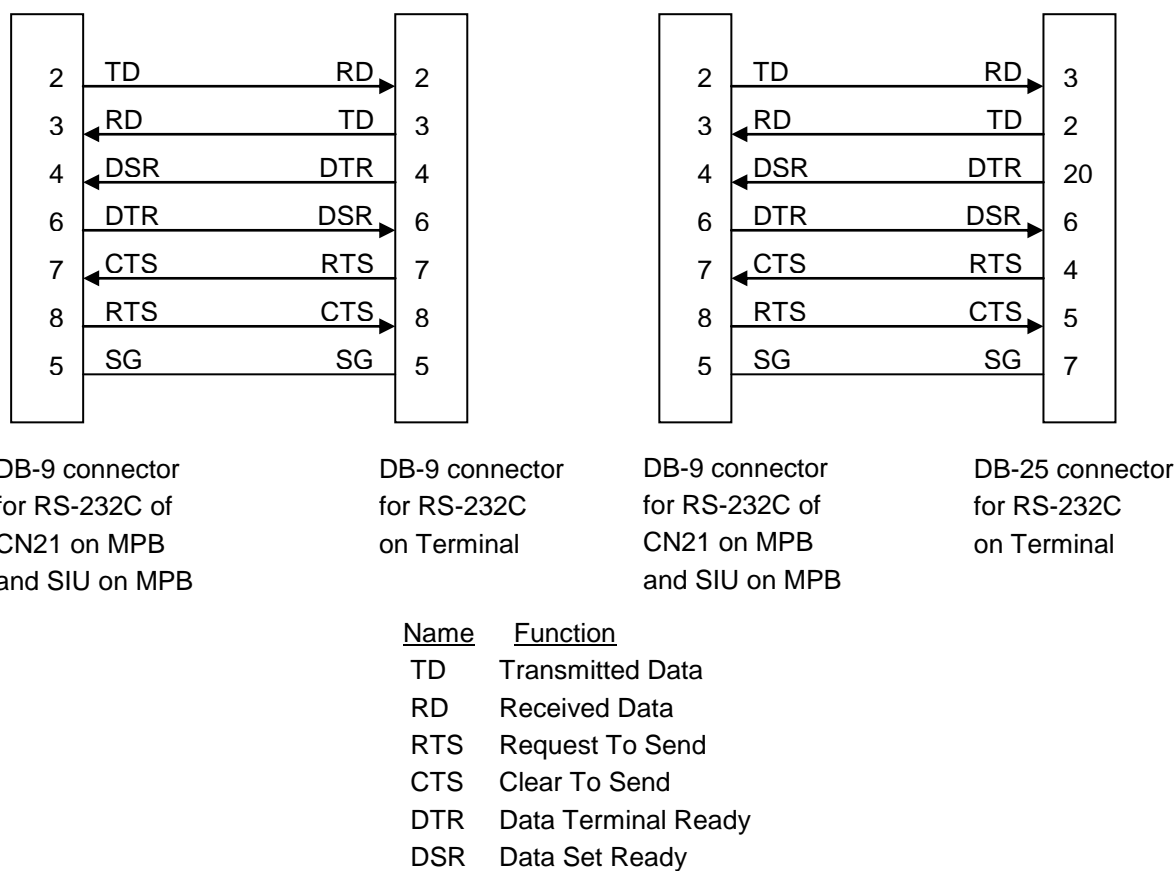 2 TD RD 2
3 RD TD 3
4 DSR DTR 4
6 DTR DSR 6
7 CTS RTS 7
8 RTS CTS 8
5 SG SG 5
DB-9 connector
for RS-232C of
CN21 on MPB
and SIU on MPB
DB-9 connector
for RS-232C
on Terminal
2 TD RD 3
3 RD TD 2
4 DSR DTR 20
6 DTR DSR 6
7 CTS RTS 4
8 RTS CTS 5
5 SG SG 7
DB-9 connector
for RS-232C of
CN21 on MPB
and SIU on MPB
DB-25 connector
for RS-232C
on Terminal
Name Function
TD Transmitted Data
RD Received Data
RTS Request To Send
CTS Clear To Send
DTR Data Terminal Ready
DSR Data Set Ready